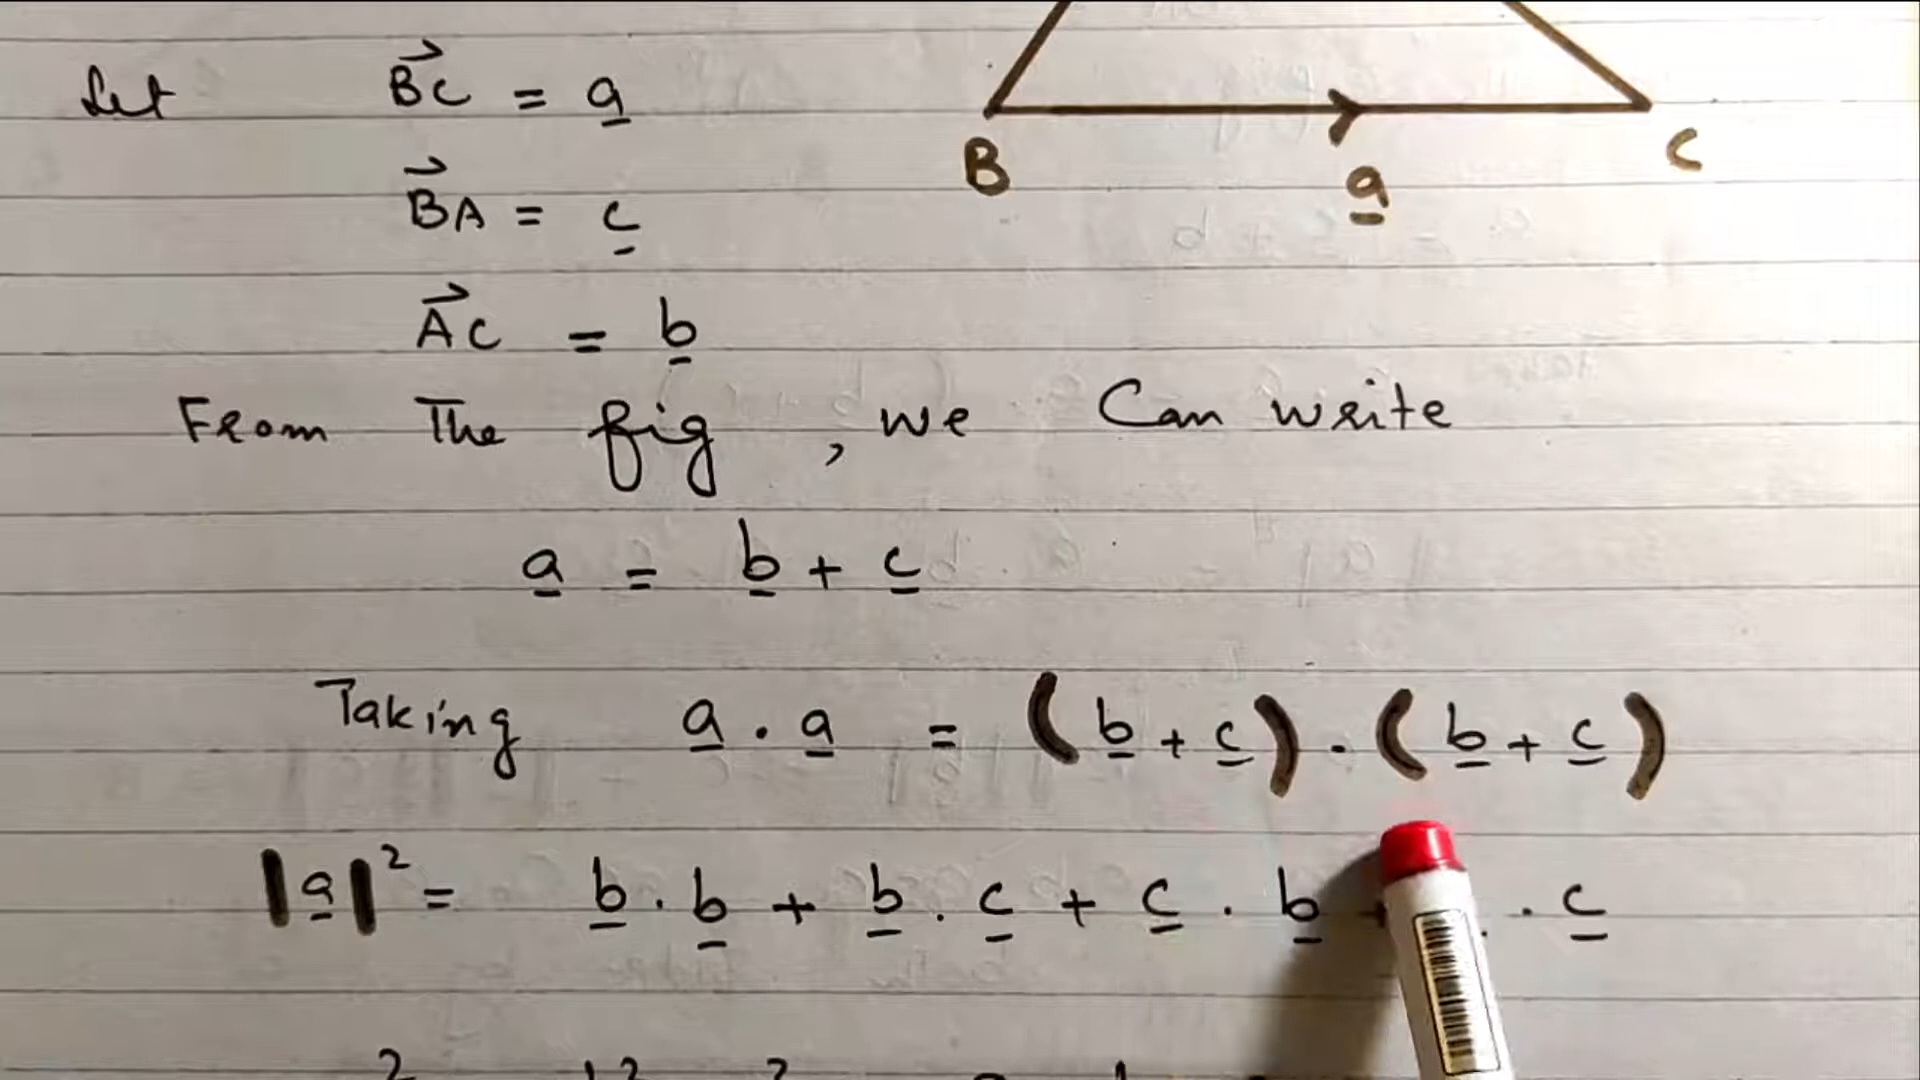 Let BC⃗ = a
BA⃗ = c
AC⃗ = b
B
a
C
From The fig , we Can write
a = b + c
Taking a . a = (b + c) . (b + c)
|a|² = b . b + b . c + c . b + . c